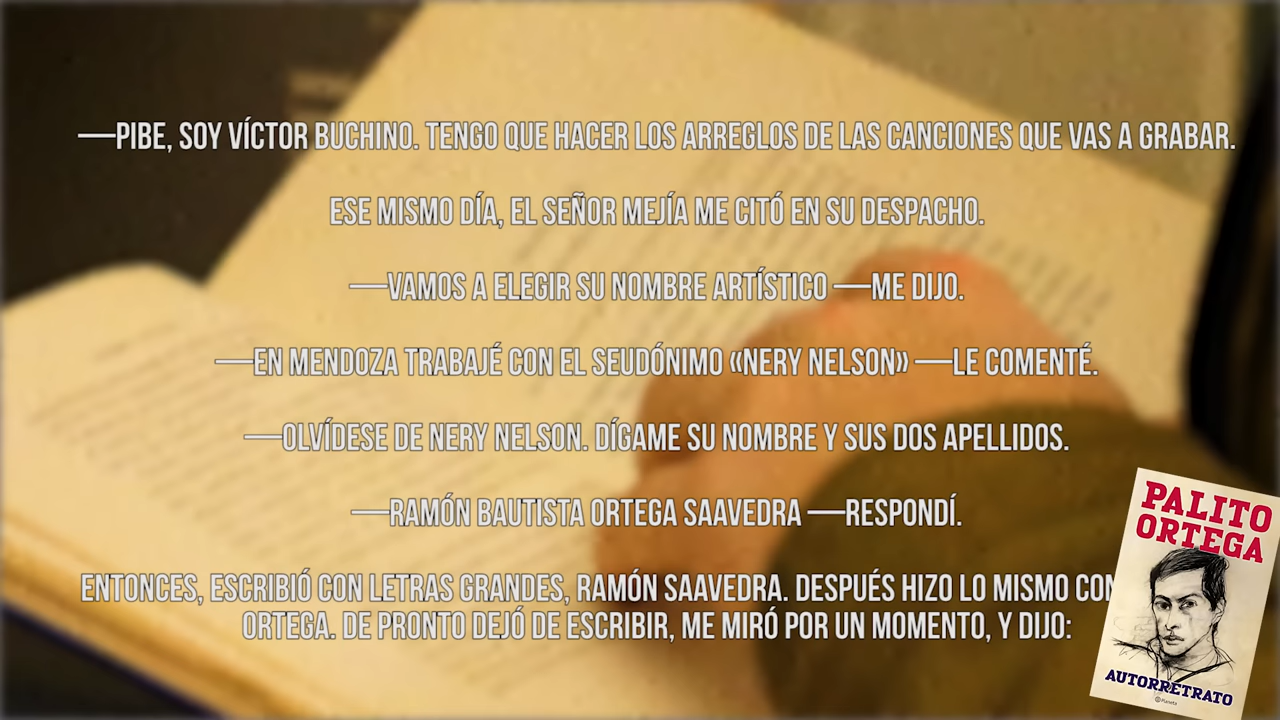 —PIBE, SOY VÍCTOR BUCHINO. TENGO QUE HACER LOS ARREGLOS DE LAS CANCIONES QUE VAS A GRABAR.
ESE MISMO DÍA, EL SEÑOR MEJÍA ME CITÓ EN SU DESPACHO.
—VAMOS A ELEGIR SU NOMBRE ARTÍSTICO —ME DIJO.
—EN MENDOZA TRABAJÉ CON EL SEUDÓNIMO «NERY NELSON» —LE COMENTÉ.
—OLVÍDESE DE NERY NELSON. DÍGAME SU NOMBRE Y SUS DOS APELLIDOS.
—RAMÓN BAUTISTA ORTEGA SAAVEDRA —RESPONDÍ.
ENTONCES, ESCRIBIÓ CON LETRAS GRANDES, RAMÓN SAAVEDRA. DESPUÉS HIZO LO MISMO CON
ORTEGA. DE PRONTO DEJÓ DE ESCRIBIR, ME MIRÓ POR UN MOMENTO, Y DIJO:
PALITO
ORTEGA
AUTORRETRATO
Planeta